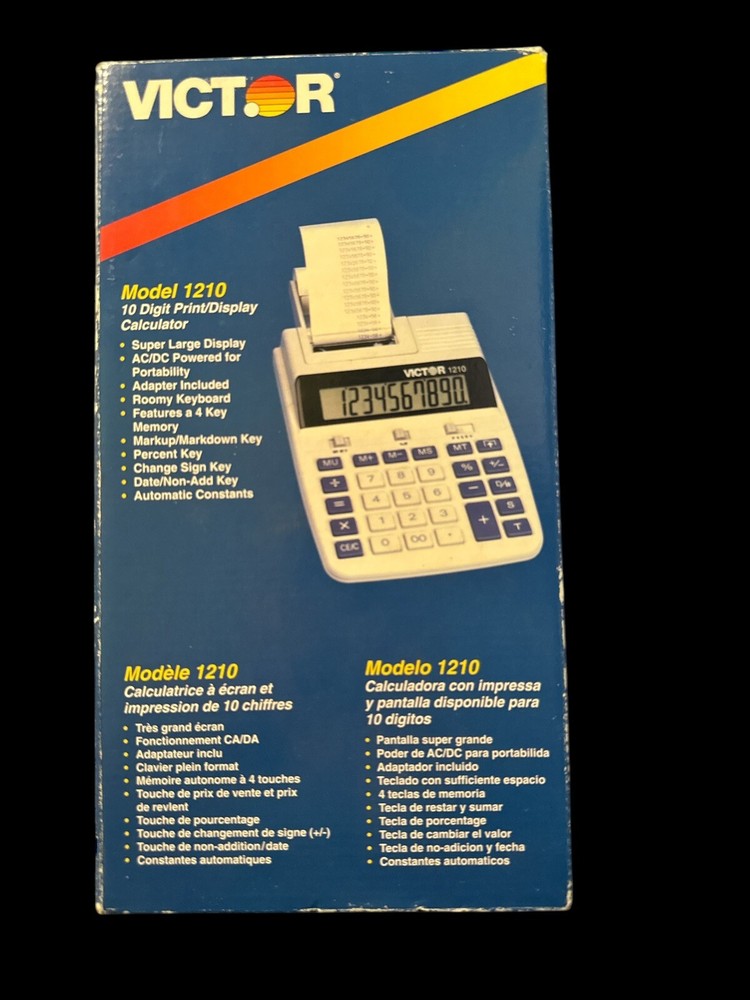 VICTOR®
Model 1210
10 Digit Print/Display
Calculator
• Super Large Display
• AC/DC Powered for
Portability
• Adapter Included
• Roomy Keyboard
• Features a 4 Key
Memory
• Markup/Markdown Key
• Percent Key
• Change Sign Key
• Date/Non-Add Key
• Automatic Constants
VICTOR 1210
1234567890.
MU M+ M− MS MT
÷ 7 8 9 % +/−
= 4 5 6 −
× 1 2 3 + S
CE/C 0 00 . T
Modèle 1210
Calculatrice à écran et
impression de 10 chiffres
• Très grand écran
• Fonctionnement CA/DA
• Adaptateur inclu
• Clavier plein format
• Mémoire autonome à 4 touches
• Touche de prix de vente et prix
de revient
• Touche de pourcentage
• Touche de changement de signe (+/-)
• Touche de non-addition/date
• Constantes automatiques
Modelo 1210
Calculadora con impressa
y pantalla disponible para
10 digitos
• Pantalla super grande
• Poder de AC/DC para portabilida
• Adaptador incluido
• Teclado con sufficiente espacio
• 4 teclas de memoria
• Tecla de restar y sumar
• Tecla de porcentage
• Tecla de cambiar el valor
• Tecla de no-adicion y fecha
• Constantes automaticos